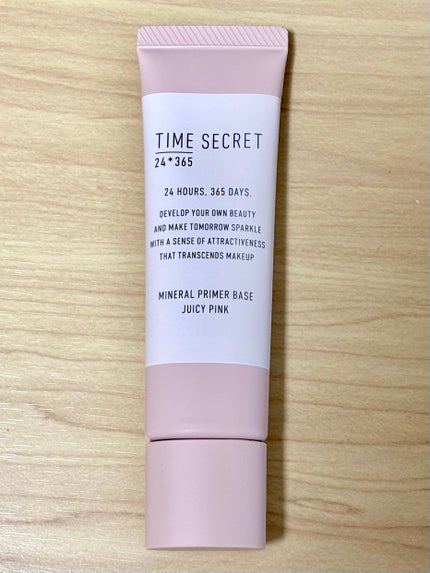 TIME SECRET
24*365
24 HOURS, 365 DAYS.
DEVELOP YOUR OWN BEAUTY
AND MAKE TOMORROW SPARKLE
WITH A SENSE OF ATTRACTIVENESS
THAT TRANSCENDS MAKEUP
MINERAL PRIMER BASE
JUICY PINK